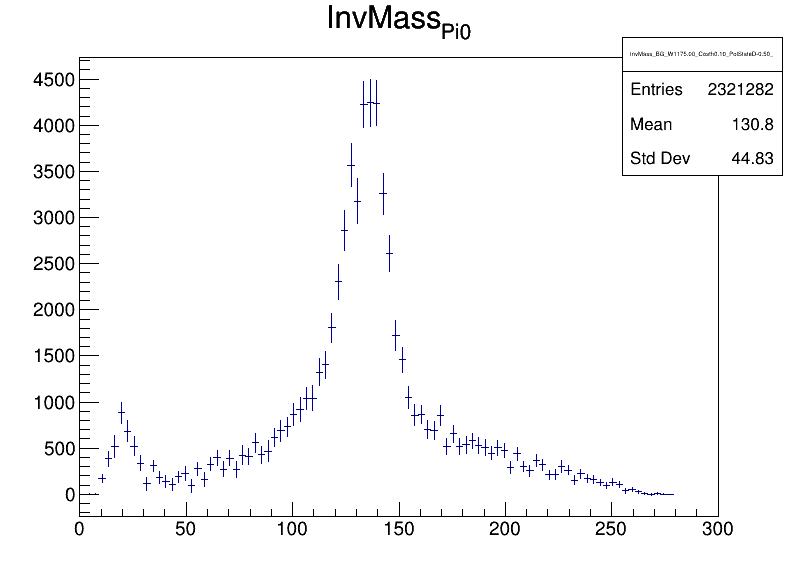 InvMass_Pi0
InvMass_BG_W1175.00_Costh0.10_PolStateD-0.50_
Entries 2321282
Mean 130.8
Std Dev 44.83
4500
4000
3500
3000
2500
2000
1500
1000
500
0
0 50 100 150 200 250 300